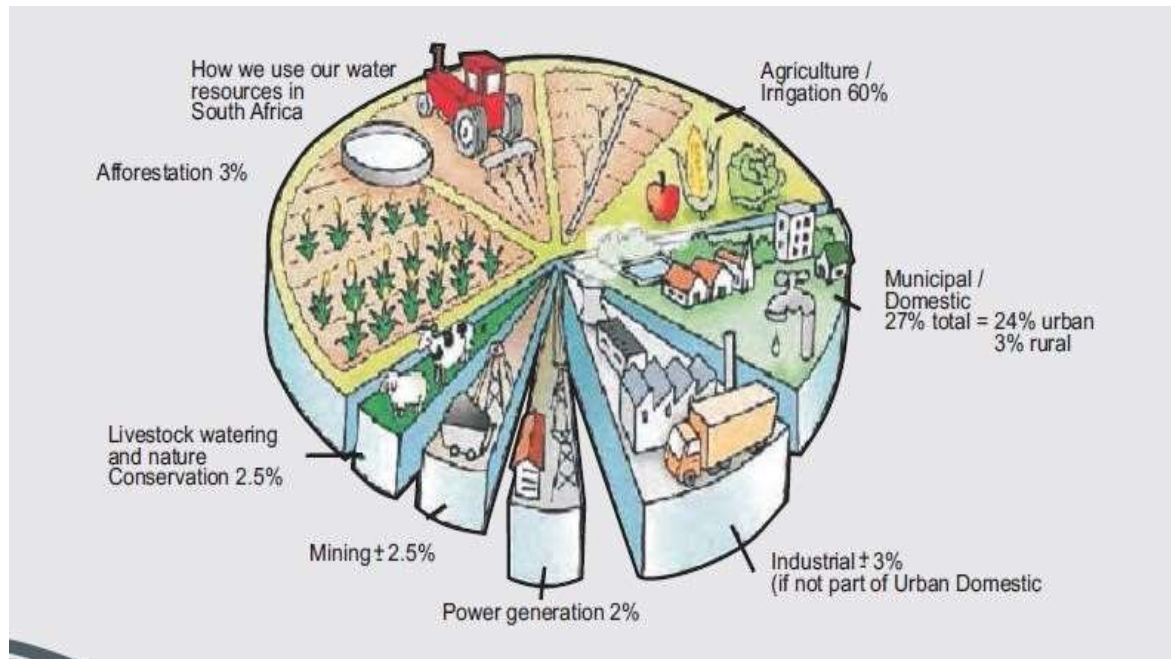 How we use our water
resources in
South Africa
Afforestation 3%
Agriculture /
Irrigation 60%
Municipal /
Domestic
27% total = 24% urban
3% rural
Livestock watering
and nature
Conservation 2.5%
Mining ± 2.5%
Power generation 2%
Industrial ± 3%
(if not part of Urban Domestic